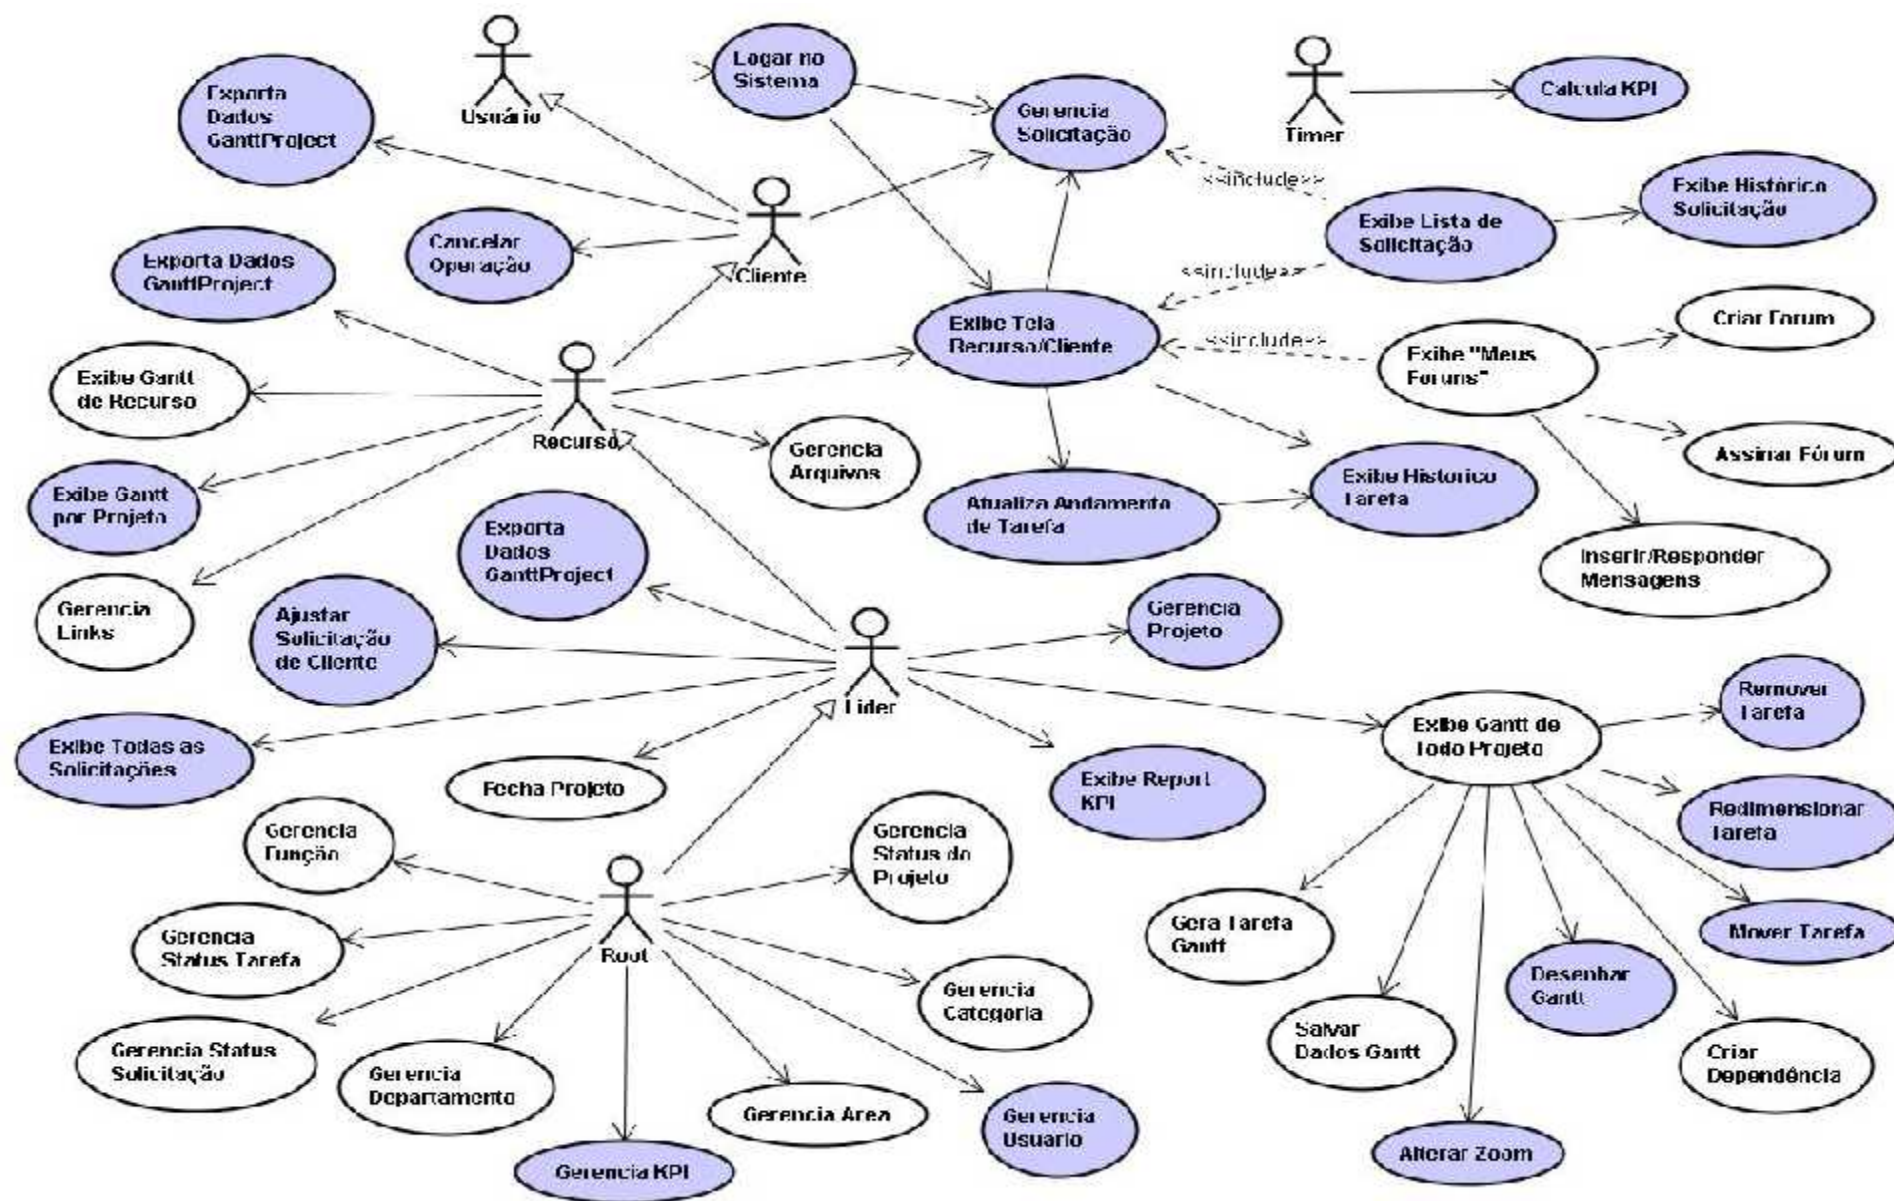 Usuário
Logar no
Sistema
Timer
Calcula KPI
Exporta
Dados
GanttProject
Gerencia
Solicitação
<<include>>
Exibe Histórico
Solicitação
Cliente
Cancelar
Operação
Exibe Lista de
Solicitação
Exporta Dados
GanttProject
<<include>>
Exibe Tela
Recurso/Cliente
<<include>>
Criar Forum
Exibe "Meus
Foruns"
Exibe Gantt
de Recurso
Recurso
Gerencia
Arquivos
Assinar Fórum
Exibe Gantt
por Projeto
Exibe Historico
Tarefa
Atualiza Andamento
de Tarefa
Exporta
Dados
GanttProject
Inserir/Responder
Mensagens
Gerencia
Links
Ajustar
Solicitação
de Cliente
Gerencia
Projeto
Lider
Remover
Tarefa
Exibe Gantt de
Todo Projeto
Exibe Todas as
Solicitações
Fecha Projeto
Exibe Report
KPI
Redimensionar
Tarefa
Gerencia
Função
Gerencia
Status do
Projeto
Gera Tarefa
Gantt
Mover Tarefa
Gerencia
Status Tarefa
Root
Desenhar
Gantt
Gerencia
Categoria
Salvar
Dados Gantt
Gerencia Status
Solicitação
Gerencia
Departamento
Criar
Dependência
Gerencia Area
Gerencia
Usuario
Alterar Zoom
Gerencia KPI